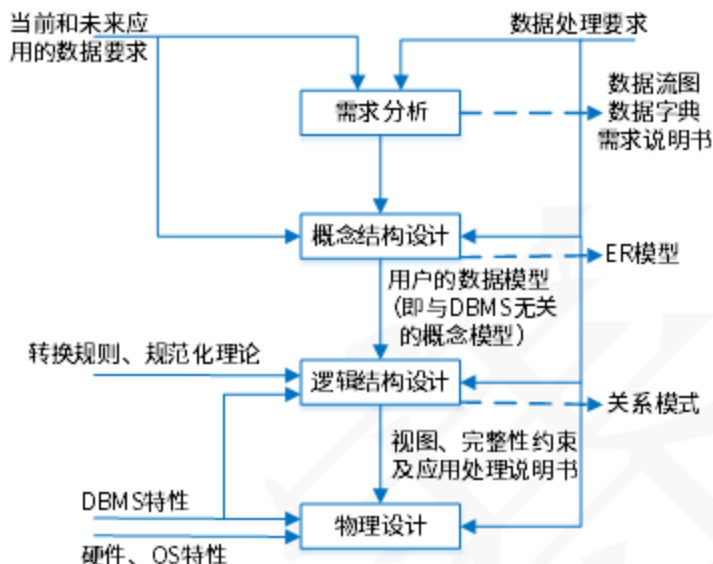 当前和未来应
用的数据要求
数据处理要求
需求分析
数据流图
数据字典
需求说明书
概念结构设计
ER模型
用户的数据模型
（即与DBMS无关
的概念模型）
转换规则、规范化理论
逻辑结构设计
关系模式
视图、完整性约束
及应用处理说明书
DBMS特性
物理设计
硬件、OS特性